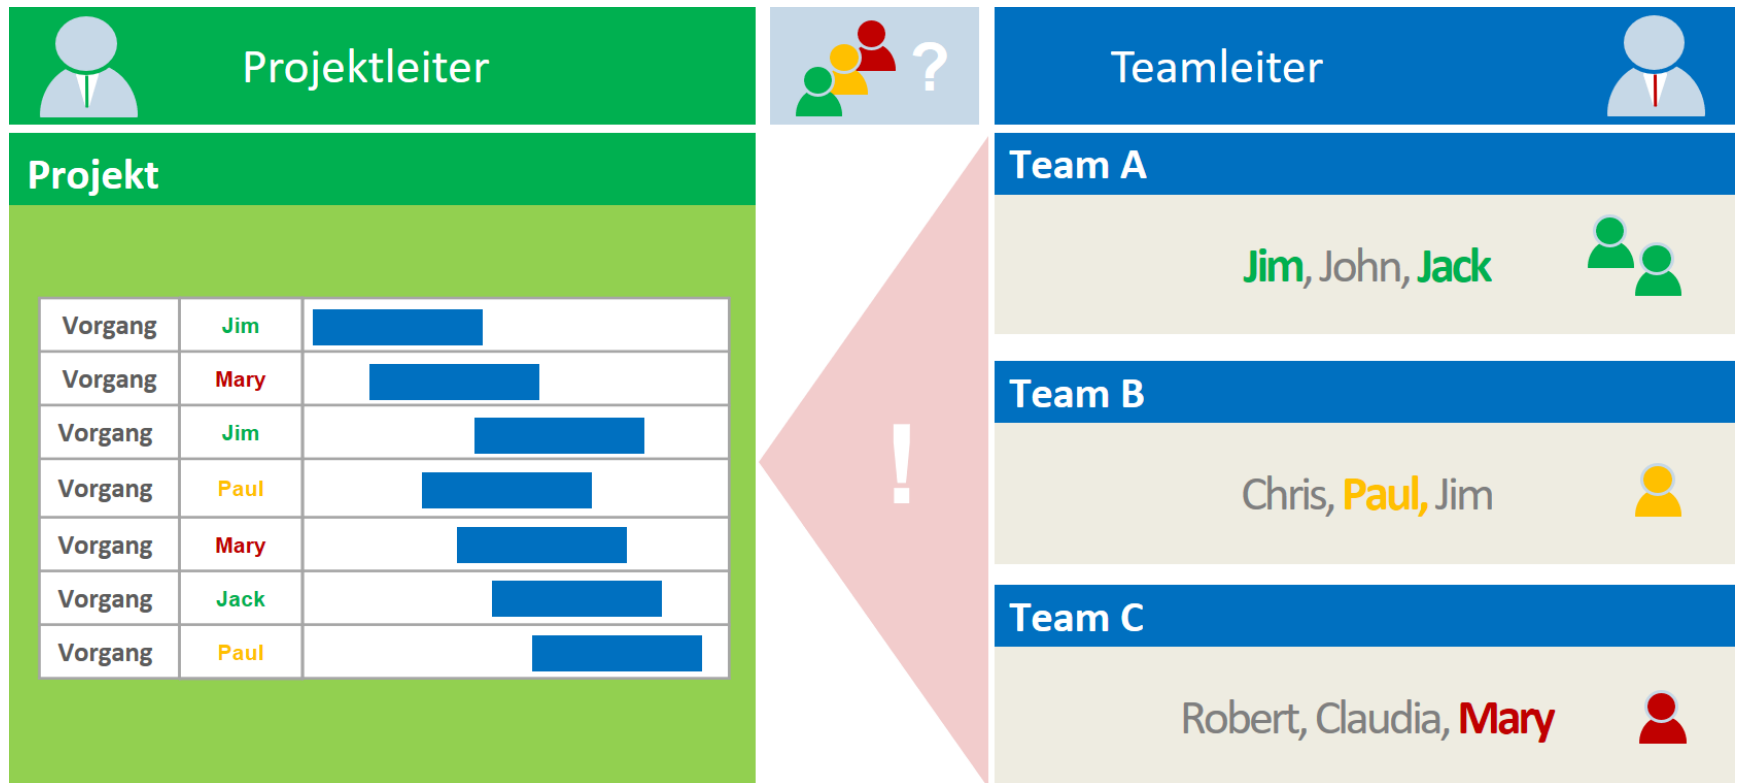 Projektleiter
?
Teamleiter
Projekt
Vorgang Jim
Vorgang Mary
Vorgang Jim
Vorgang Paul
Vorgang Mary
Vorgang Jack
Vorgang Paul
!
Team A
Jim, John, Jack
Team B
Chris, Paul, Jim
Team C
Robert, Claudia, Mary